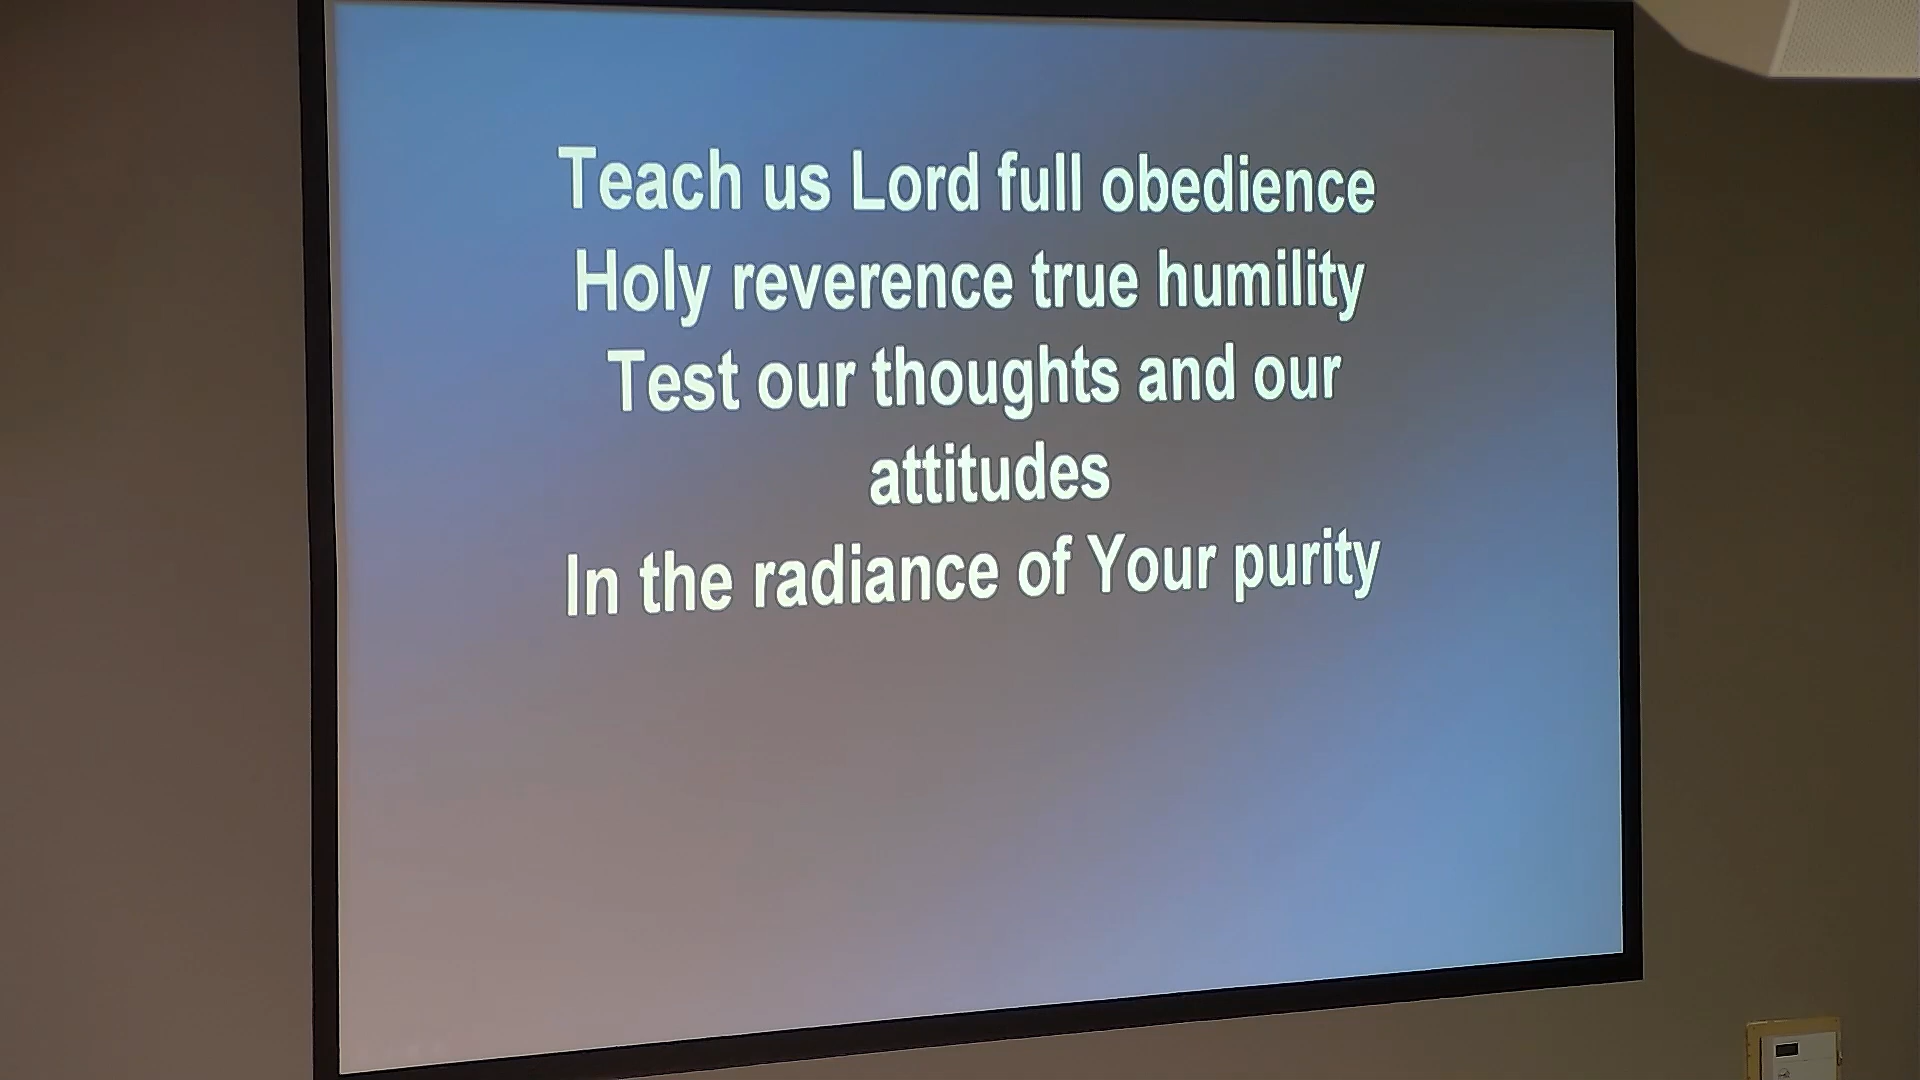 Teach us Lord full obedience
Holy reverence true humility
Test our thoughts and our
attitudes
In the radiance of Your purity